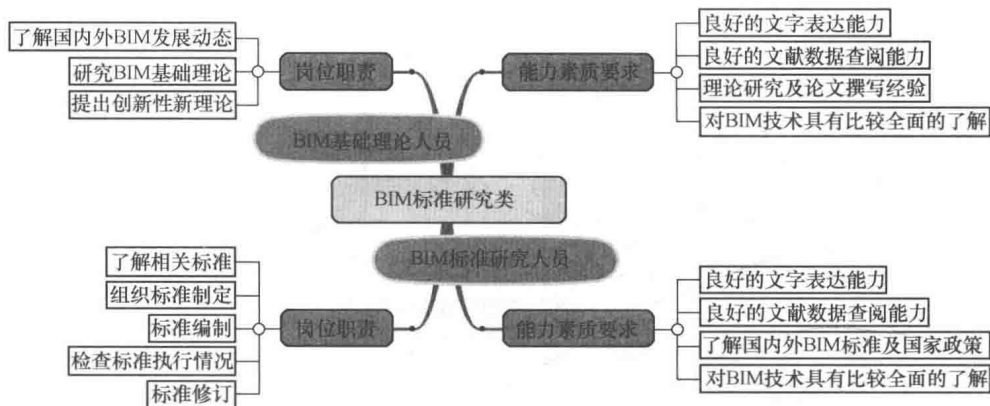 了解国内外BIM发展动态
研究BIM基础理论
提出创新性新理论
岗位职责
能力素质要求
良好的文字表达能力
良好的文献数据查阅能力
理论研究及论文撰写经验
对BIM技术具有比较全面的了解
BIM基础理论人员
BIM标准研究类
BIM标准研究人员
了解相关标准
组织标准制定
标准编制
检查标准执行情况
标准修订
岗位职责
能力素质要求
良好的文字表达能力
良好的文献数据查阅能力
了解国内外BIM标准及国家政策
对BIM技术具有比较全面的了解